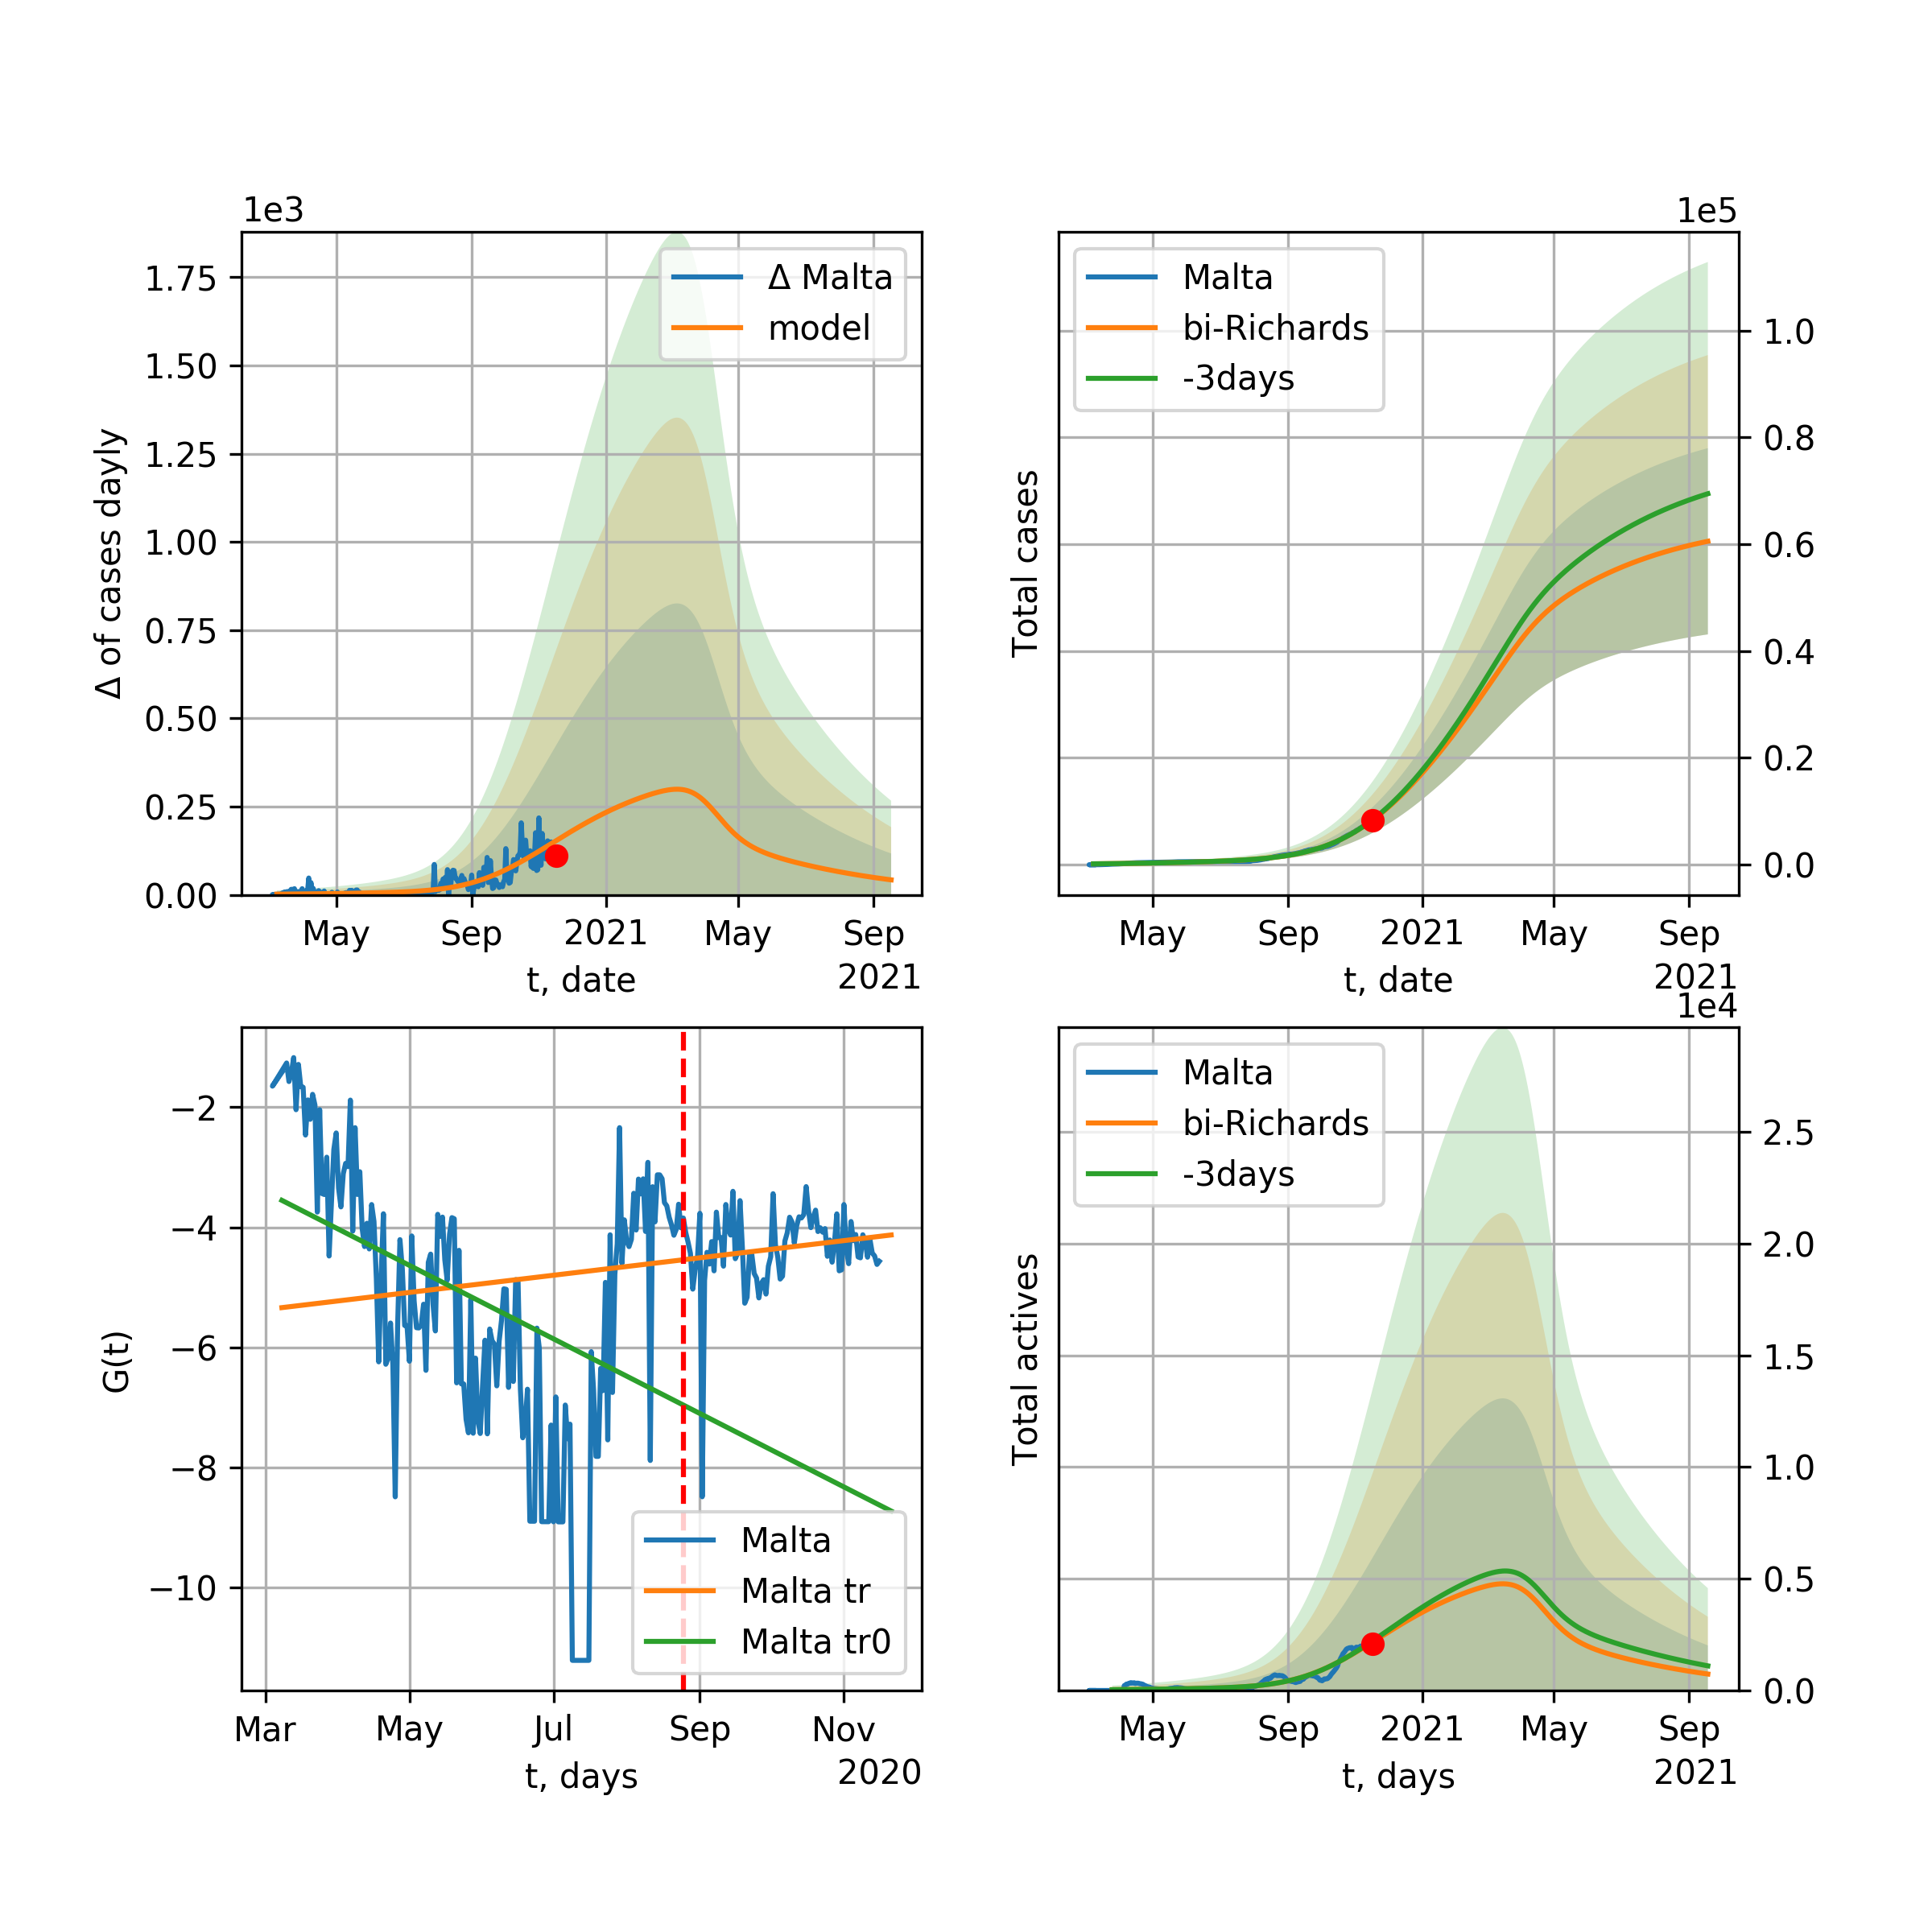 1e3
Δ of cases dayly
1.75
1.50
1.25
1.00
0.75
0.50
0.25
0.00
Δ Malta
model
May Sep 2021 May Sep
t, date
2021
1e5
Total cases
Malta
bi-Richards
-3days
1.0
0.8
0.6
0.4
0.2
0.0
May Sep 2021 May Sep
t, date
2021
G(t)
−2
−4
−6
−8
−10
Malta
Malta tr
Malta tr0
Mar May Jul Sep Nov
t, days
2020
1e4
Total actives
Malta
bi-Richards
-3days
2.5
2.0
1.5
1.0
0.5
0.0
May Sep 2021 May Sep
t, days
2021